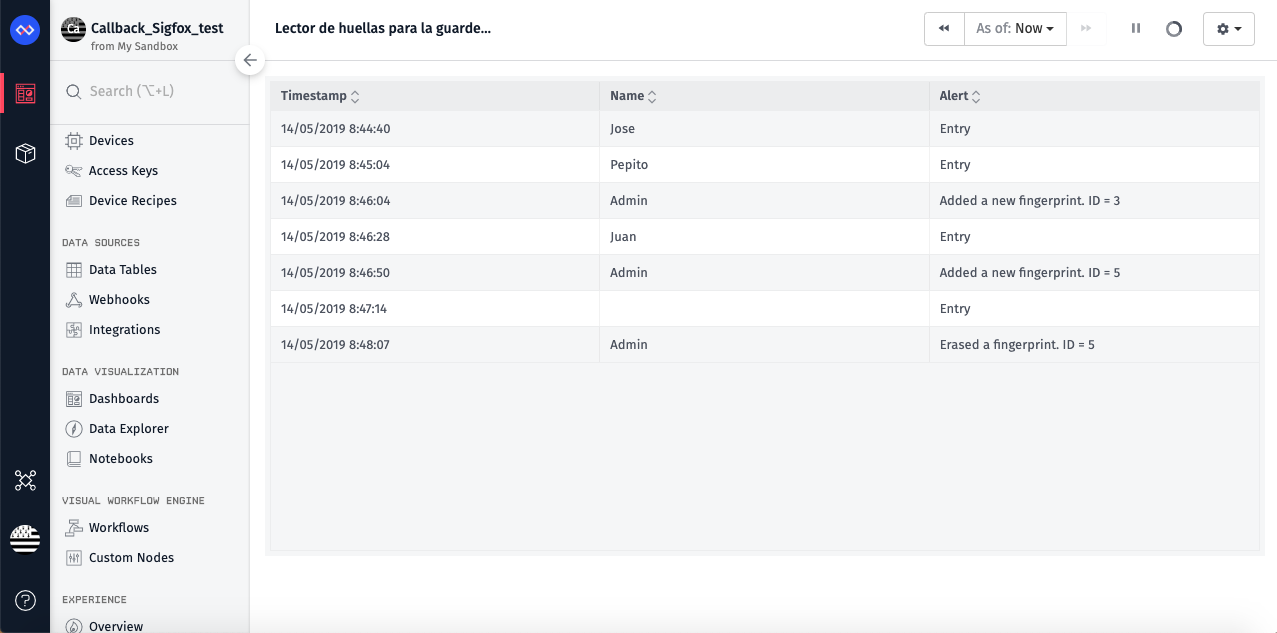 Ca Callback_Sigfox_test
from My Sandbox
Lector de huellas para la guarde...
As of: Now
Search (⌥+L)
Devices
Access Keys
Device Recipes
DATA SOURCES
Data Tables
Webhooks
Integrations
DATA VISUALIZATION
Dashboards
Data Explorer
Notebooks
VISUAL WORKFLOW ENGINE
Workflows
Custom Nodes
EXPERIENCE
Overview
Timestamp Name Alert
14/05/2019 8:44:40 Jose Entry
14/05/2019 8:45:04 Pepito Entry
14/05/2019 8:46:04 Admin Added a new fingerprint. ID = 3
14/05/2019 8:46:28 Juan Entry
14/05/2019 8:46:50 Admin Added a new fingerprint. ID = 5
14/05/2019 8:47:14 Entry
14/05/2019 8:48:07 Admin Erased a fingerprint. ID = 5